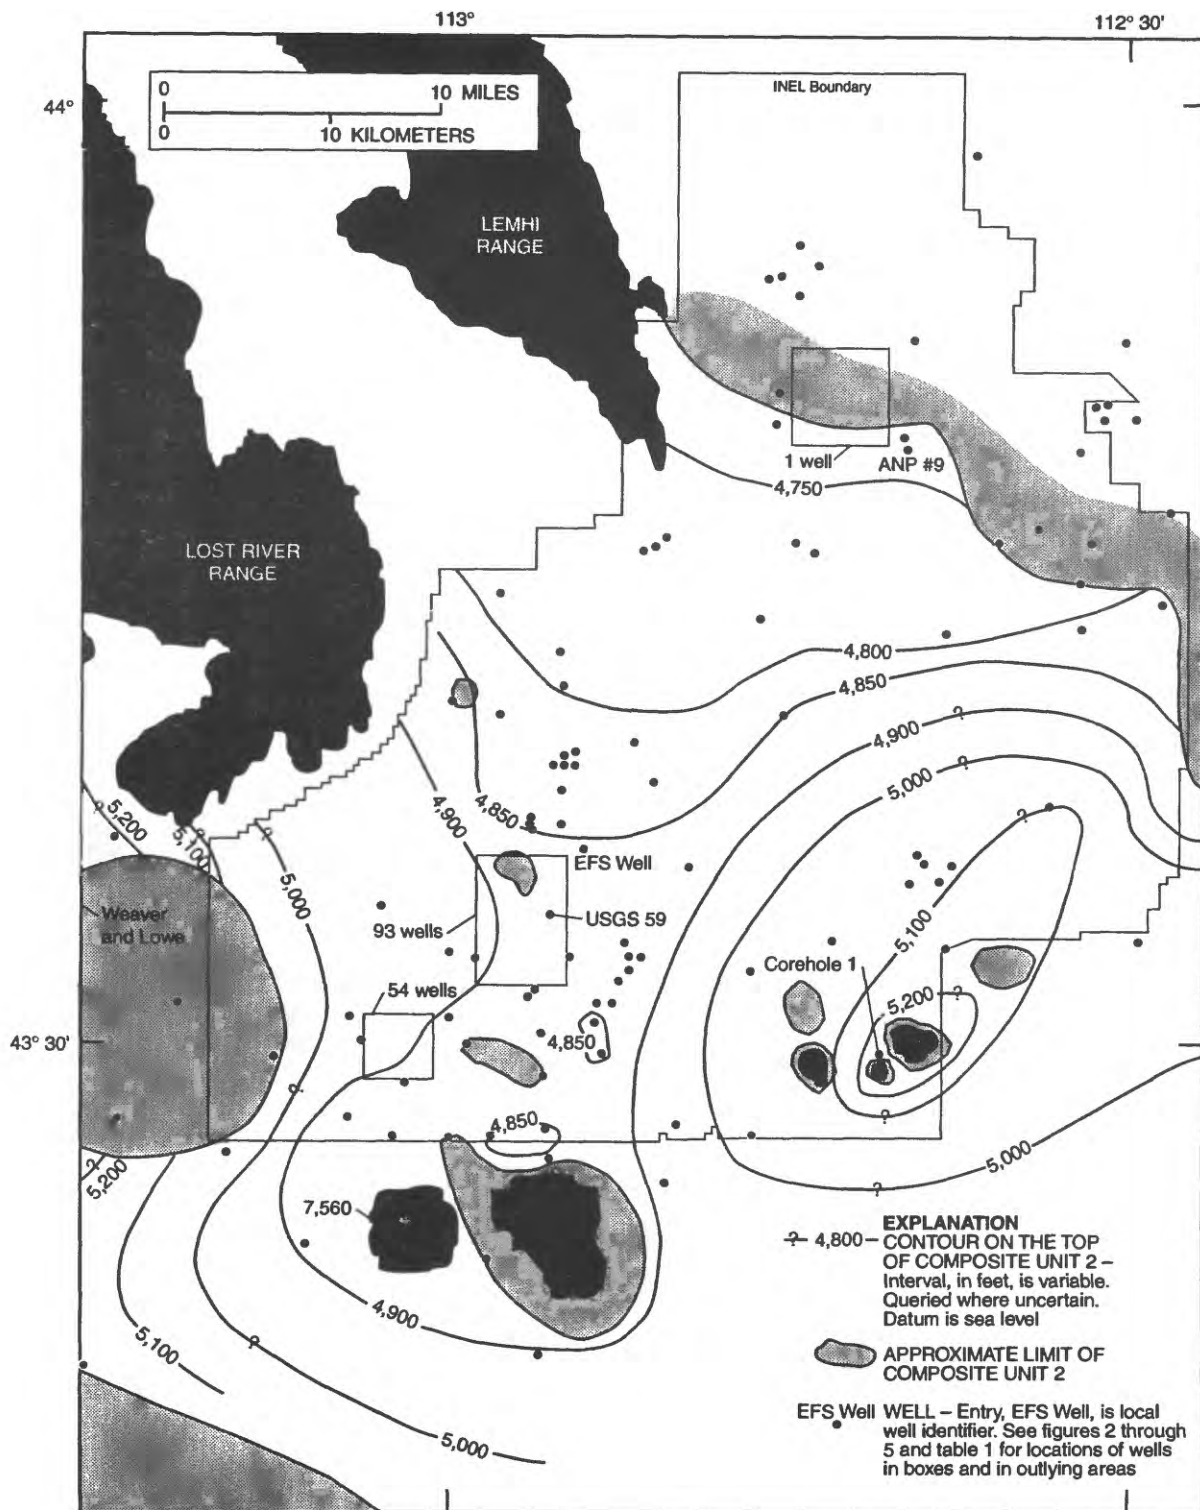 113°
112° 30'
0 10 MILES
0 10 KILOMETERS
INEL Boundary
44°
LEMHI
RANGE
1 well
ANP #9
4,750
LOST RIVER
RANGE
4,800
4,850
4,900
5,000
4,900
4,850
?
?
?
?
5,200
?
5,100
?
5,000
EFS Well
Weaver
and Lowe
93 wells
USGS 59
5,100
Corehole 1
54 wells
5,200
?
43° 30'
4,850
?
?
4,850
?
5,200
5,000
?
7,560
4,900
?
5,100
5,000
EXPLANATION
? 4,800 CONTOUR ON THE TOP
OF COMPOSITE UNIT 2 –
Interval, in feet, is variable.
Queried where uncertain.
Datum is sea level
APPROXIMATE LIMIT OF
COMPOSITE UNIT 2
EFS Well WELL – Entry, EFS Well, is local
well identifier. See figures 2 through
5 and table 1 for locations of wells
in boxes and in outlying areas